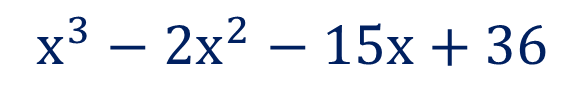 x³ − 2x² − 15x + 36